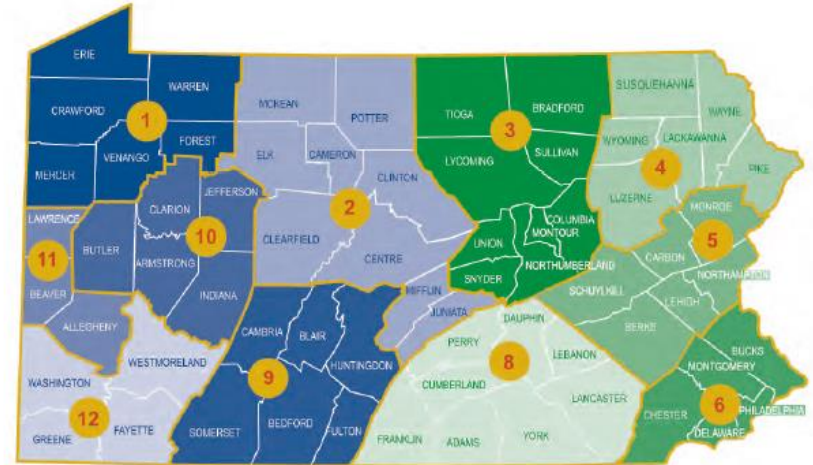 ERIE
WARREN
CRAWFORD
1
FOREST
VENANGO
MERCER
MCKEAN
POTTER
ELK
CAMERON
CLINTON
2
CLEARFIELD
CENTRE
MIFFLIN
JUNIATA
TIOGA
BRADFORD
3
LYCOMING
SULLIVAN
COLUMBIA
MONTOUR
UNION
NORTHUMBERLAND
SNYDER
SUSQUEHANNA
WAYNE
WYOMING
LACKAWANNA
4
PIKE
LUZERNE
MONROE
5
CARBON
NORTHAMPTON
SCHUYLKILL
LEHIGH
BERKS
BUCKS
MONTGOMERY
6
PHILADELPHIA
CHESTER
DELAWARE
DAUPHIN
PERRY
8
LEBANON
CUMBERLAND
LANCASTER
FRANKLIN
ADAMS
YORK
CAMBRIA
BLAIR
HUNTINGDON
9
BEDFORD
SOMERSET
FULTON
JEFFERSON
CLARION
10
BUTLER
ARMSTRONG
INDIANA
LAWRENCE
11
BEAVER
ALLEGHENY
WESTMORELAND
WASHINGTON
12
FAYETTE
GREENE